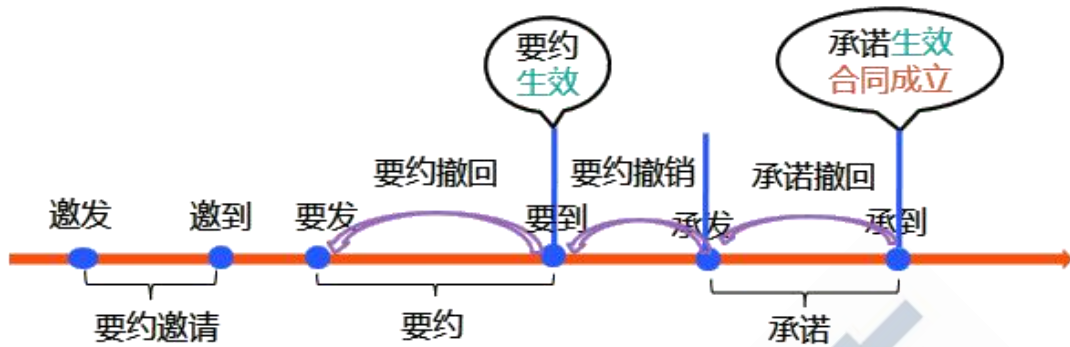 要约
生效
承诺生效
合同成立
要约撤回
要约撤销
承诺撤回
邀发
邀到
要发
要到
承发
承到
要约邀请
要约
承诺